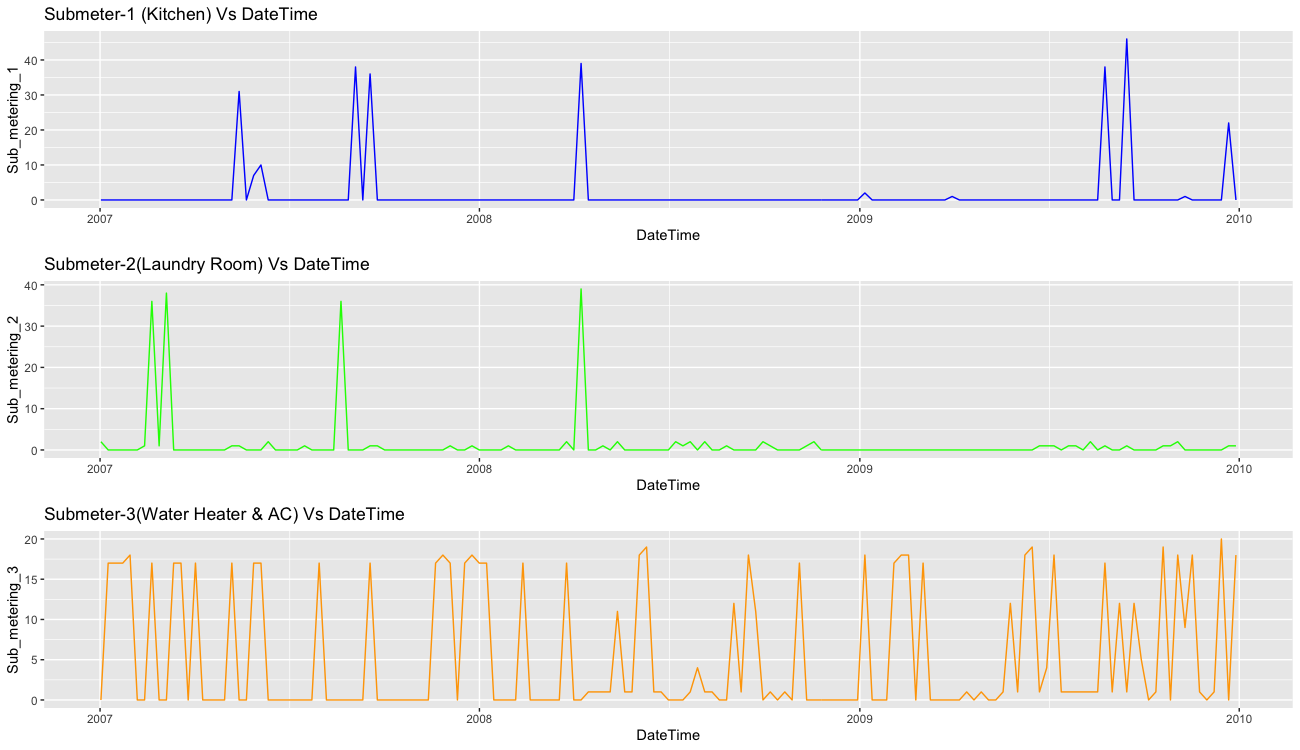 Submeter-1 (Kitchen) Vs DateTime
Sub_metering_1
40
30
20
10
0
2007 2008 2009 2010
DateTime
Submeter-2(Laundry Room) Vs DateTime
Sub_metering_2
40
30
20
10
0
2007 2008 2009 2010
DateTime
Submeter-3(Water Heater & AC) Vs DateTime
Sub_metering_3
20
15
10
5
0
2007 2008 2009 2010
DateTime